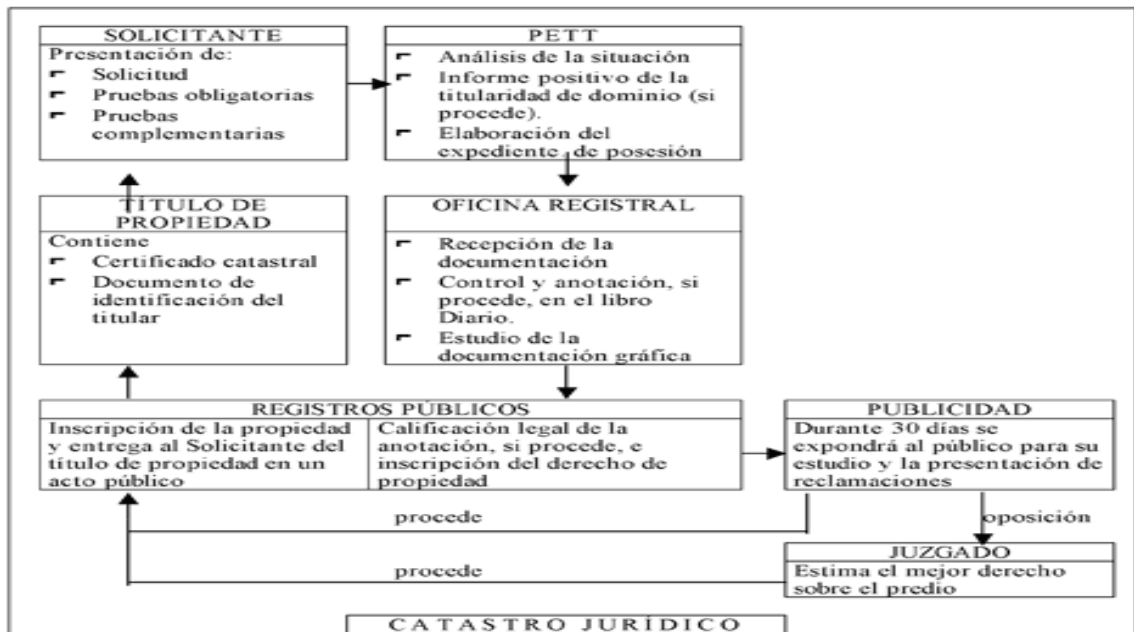 SOLICITANTE
Presentación de:
Solicitud
Pruebas obligatorias
Pruebas
complementarias
PETT
Análisis de la situación
Informe positivo de la
titularidad de dominio (si
procede).
Elaboración del
expediente de posesión
TÍTULO DE
PROPIEDAD
Contiene
Certificado catastral
Documento de
identificación del
titular
OFICINA REGISTRAL
Recepción de la
documentación
Control y anotación, si
procede, en el libro
Diario.
Estudio de la
documentación gráfica
REGISTROS PÚBLICOS
Inscripción de la propiedad
y entrega al Solicitante del
título de propiedad en un
acto público
Calificación legal de la
anotación, si procede, e
inscripción del derecho de
propiedad
PUBLICIDAD
Durante 30 días se
expondrá al público para su
estudio y la presentación de
reclamaciones
procede
oposición
JUZGADO
Estima el mejor derecho
sobre el predio
procede
CATASTRO JURÍDICO